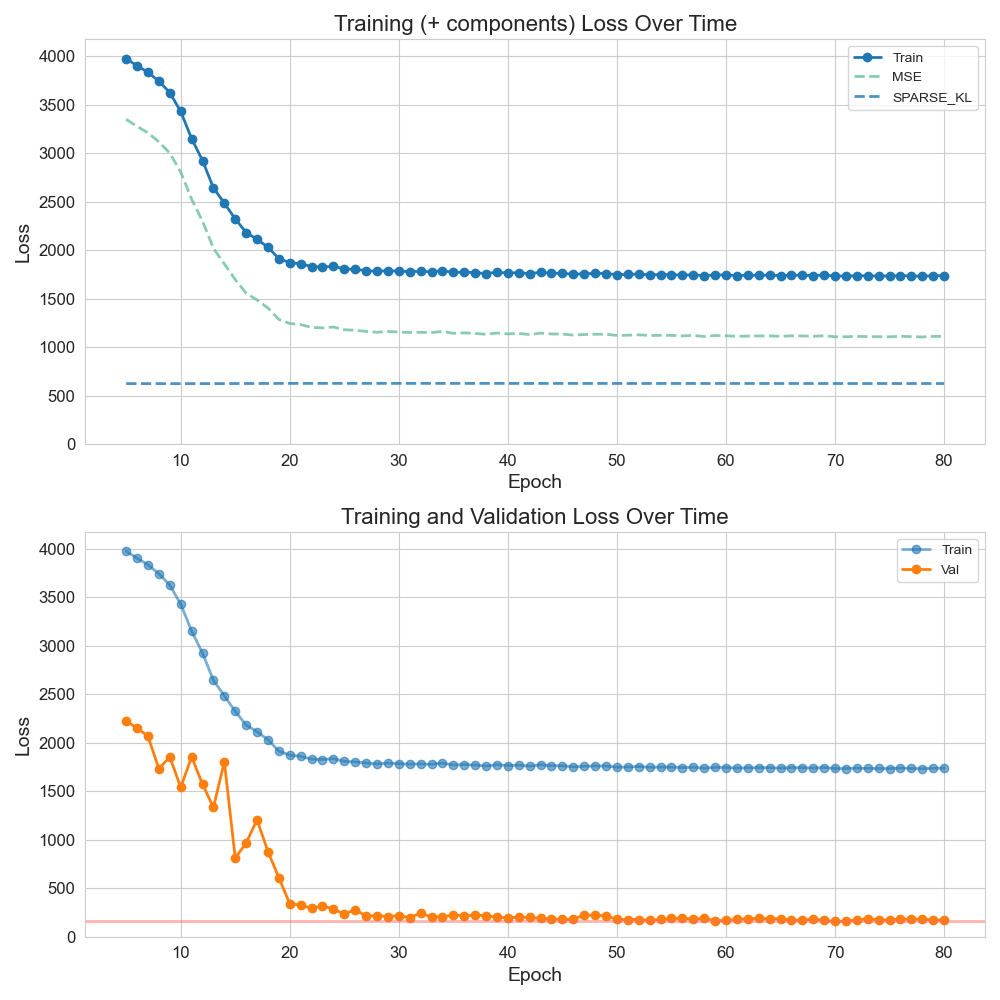 Training (+ components) Loss Over Time
Train
MSE
SPARSE_KL
Loss
4000
3500
3000
2500
2000
1500
1000
500
0
10 20 30 40 50 60 70 80
Epoch
Training and Validation Loss Over Time
Train
Val
Loss
4000
3500
3000
2500
2000
1500
1000
500
0
10 20 30 40 50 60 70 80
Epoch